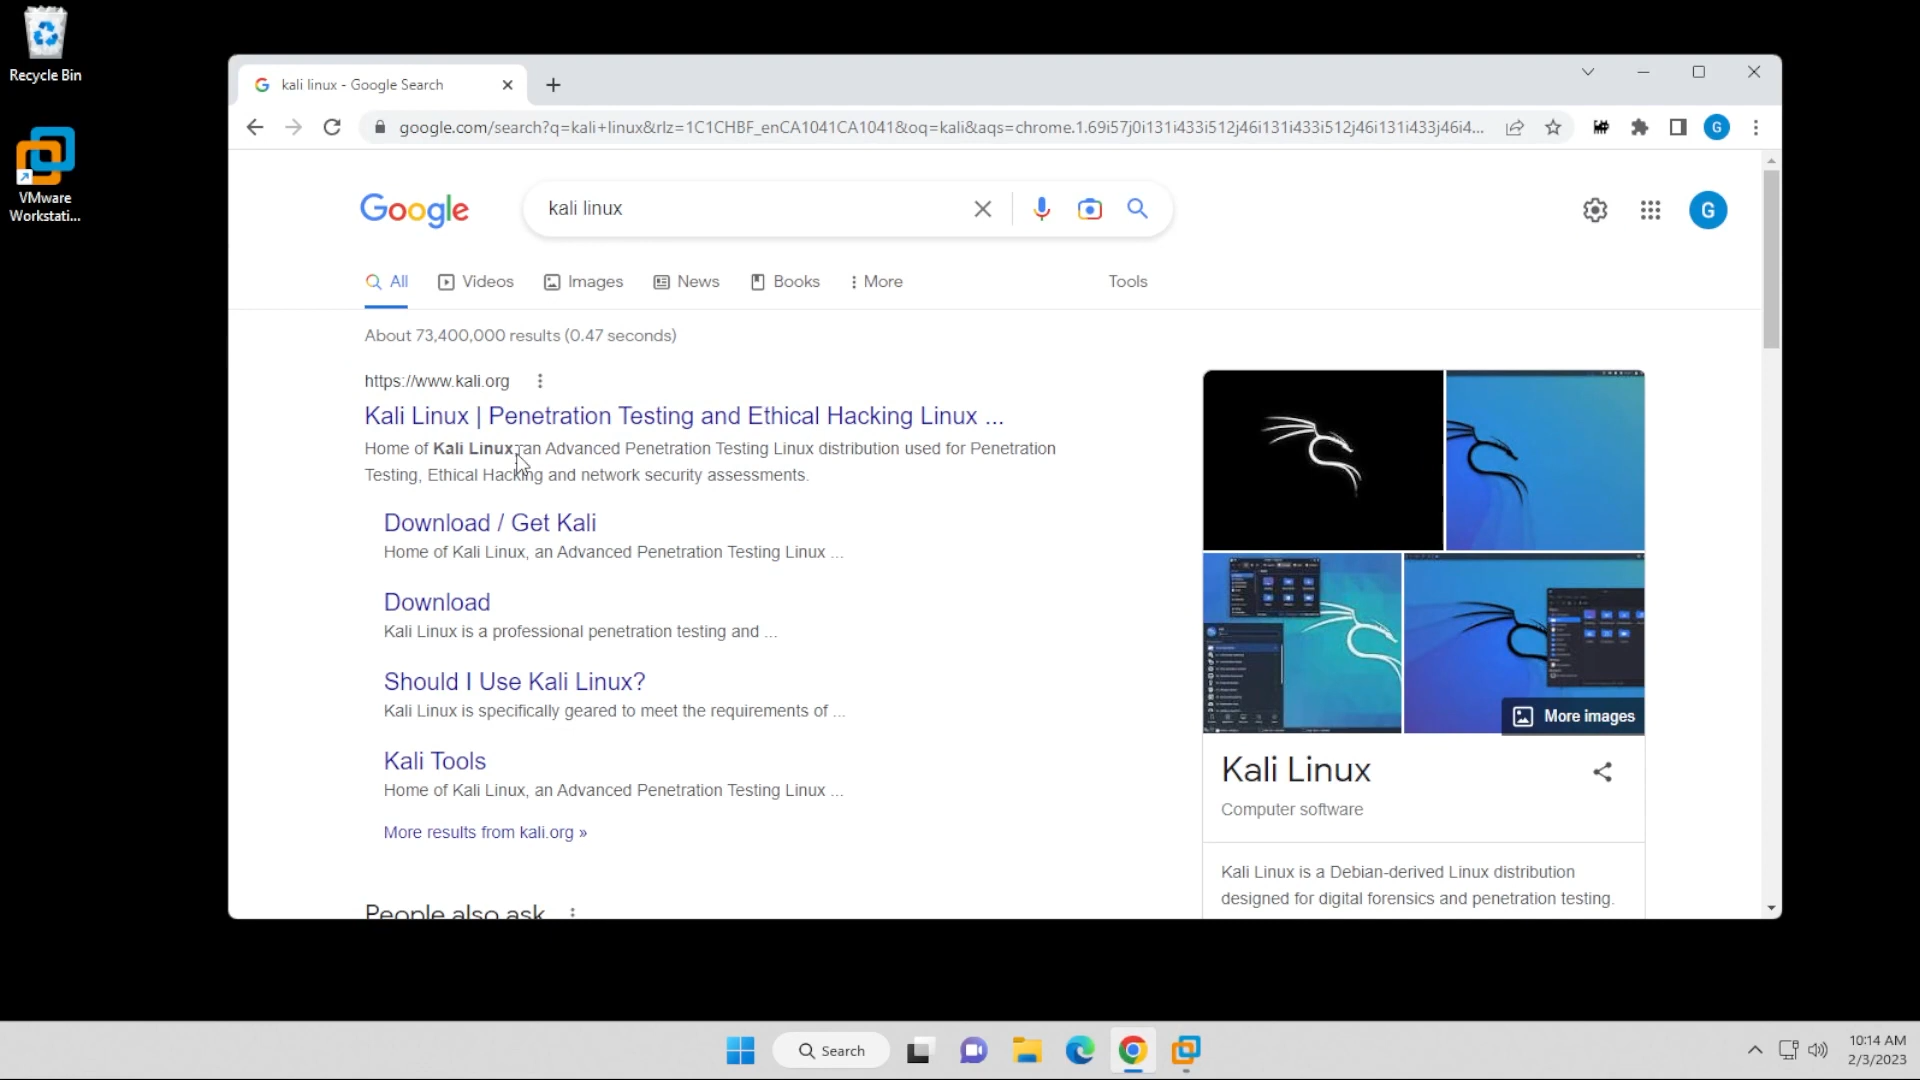 Recycle Bin
VMware
Workstati...
kali linux - Google Search
google.com/search?q=kali+linux&rlz=1C1CHBF_enCA1041CA1041&oq=kali&aqs=chrome.1.69i57j0i131i433i512j46i131i433i512j46i131i433j46i4...
G
Google
kali linux
G
All
Videos
Images
News
Books
More
Tools
About 73,400,000 results (0.47 seconds)
https://www.kali.org
Kali Linux | Penetration Testing and Ethical Hacking Linux ...
Home of Kali Linux, an Advanced Penetration Testing Linux distribution used for Penetration
Testing, Ethical Hacking and network security assessments.
Download / Get Kali
Home of Kali Linux, an Advanced Penetration Testing Linux ...
Download
Kali Linux is a professional penetration testing and ...
Should I Use Kali Linux?
Kali Linux is specifically geared to meet the requirements of ...
Kali Tools
Home of Kali Linux, an Advanced Penetration Testing Linux ...
More results from kali.org »
People also ask
More images
Kali Linux
Computer software
Kali Linux is a Debian-derived Linux distribution
designed for digital forensics and penetration testing.
Search
10:14 AM
2/3/2023